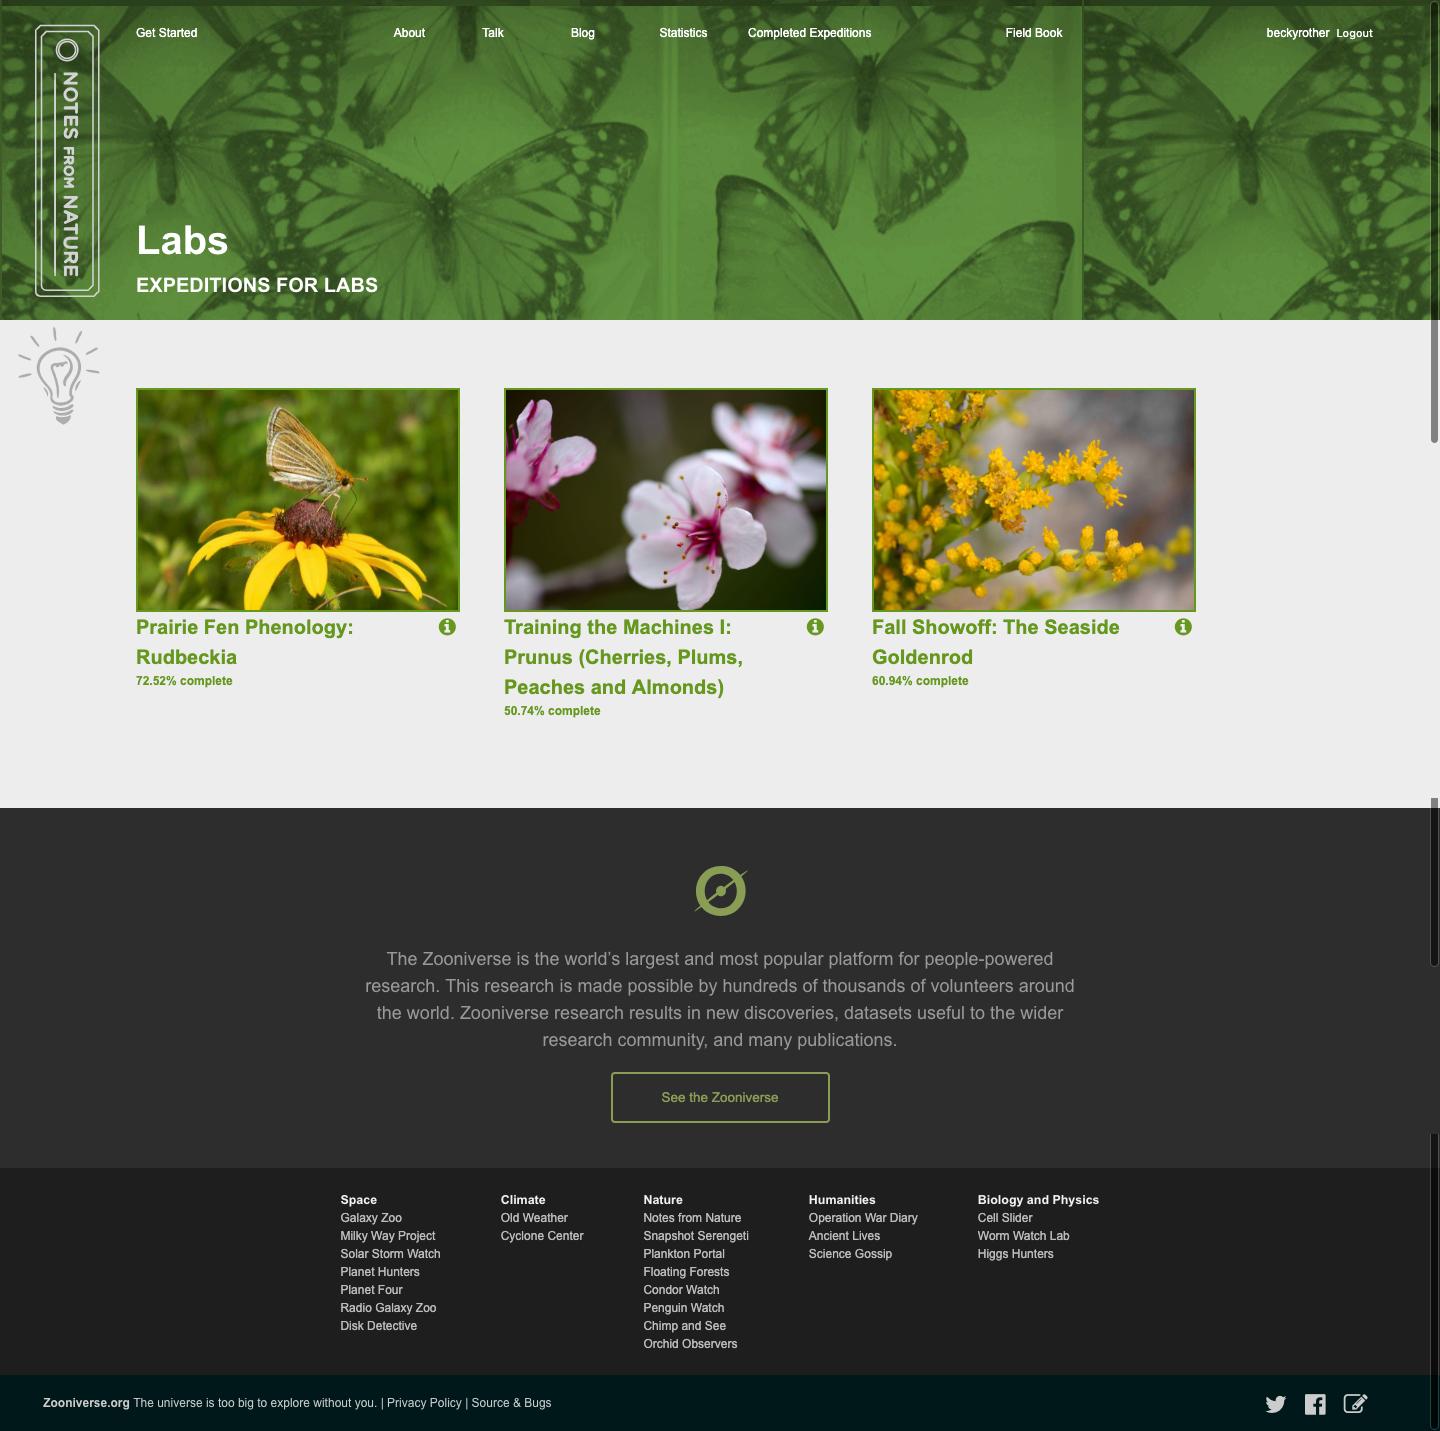 Get Started
About
Talk
Blog
Statistics
Completed Expeditions
Field Book
beckyrother Logout
NOTES FROM NATURE
Labs
EXPEDITIONS FOR LABS
Prairie Fen Phenology:
Rudbeckia
72.52% complete
Training the Machines I:
Prunus (Cherries, Plums,
Peaches and Almonds)
50.74% complete
Fall Showoff: The Seaside
Goldenrod
60.94% complete
The Zooniverse is the world’s largest and most popular platform for people-powered
research. This research is made possible by hundreds of thousands of volunteers around
the world. Zooniverse research results in new discoveries, datasets useful to the wider
research community, and many publications.
See the Zooniverse
Space
Galaxy Zoo
Milky Way Project
Solar Storm Watch
Planet Hunters
Planet Four
Radio Galaxy Zoo
Disk Detective
Climate
Old Weather
Cyclone Center
Nature
Notes from Nature
Snapshot Serengeti
Plankton Portal
Floating Forests
Condor Watch
Penguin Watch
Chimp and See
Orchid Observers
Humanities
Operation War Diary
Ancient Lives
Science Gossip
Biology and Physics
Cell Slider
Worm Watch Lab
Higgs Hunters
Zooniverse.org The universe is too big to explore without you. | Privacy Policy | Source & Bugs